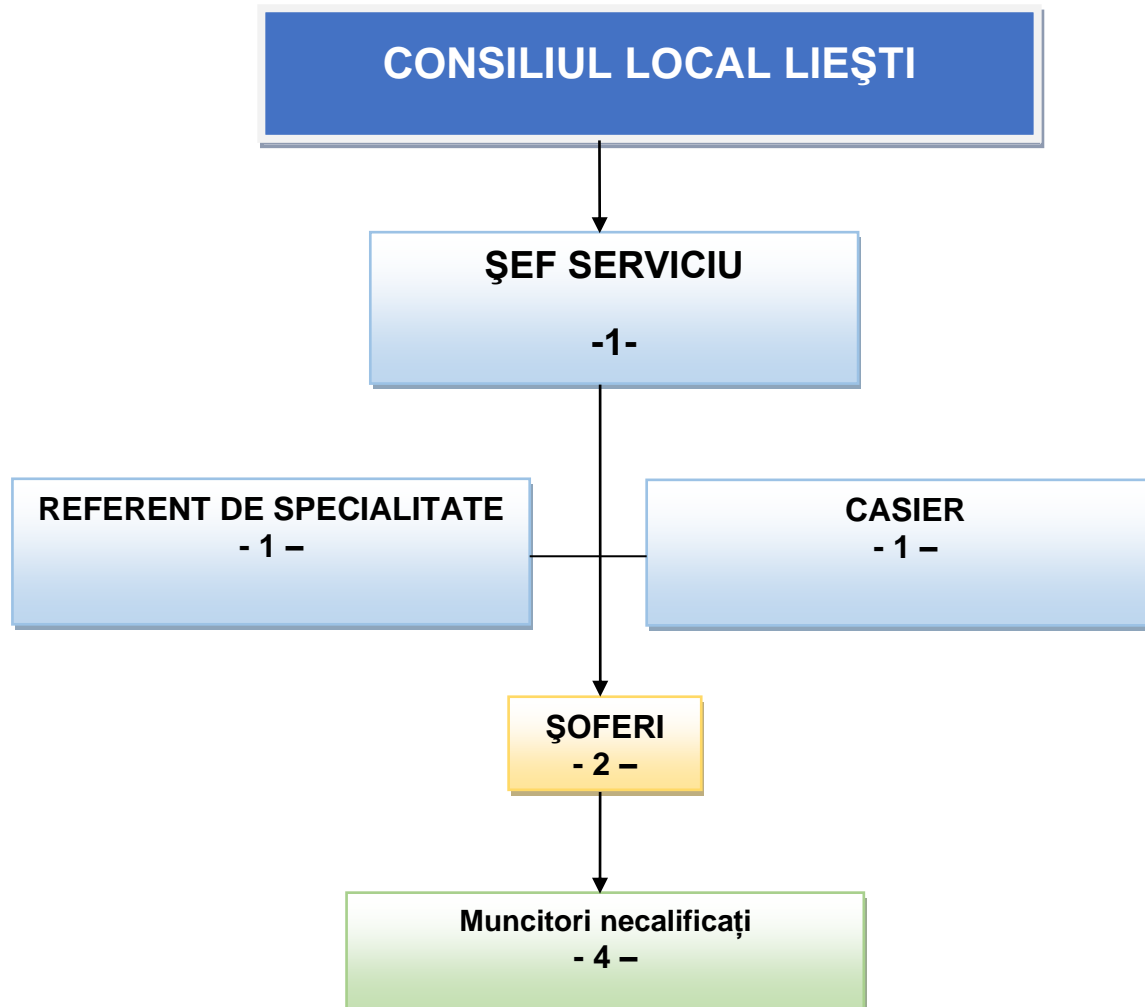 CONSILIUL LOCAL LIEŞTI
ŞEF SERVICIU
-1-
REFERENT DE SPECIALITATE
- 1 –
CASIER
- 1 –
ŞOFERI
- 2 –
Muncitori necalificați
- 4 –